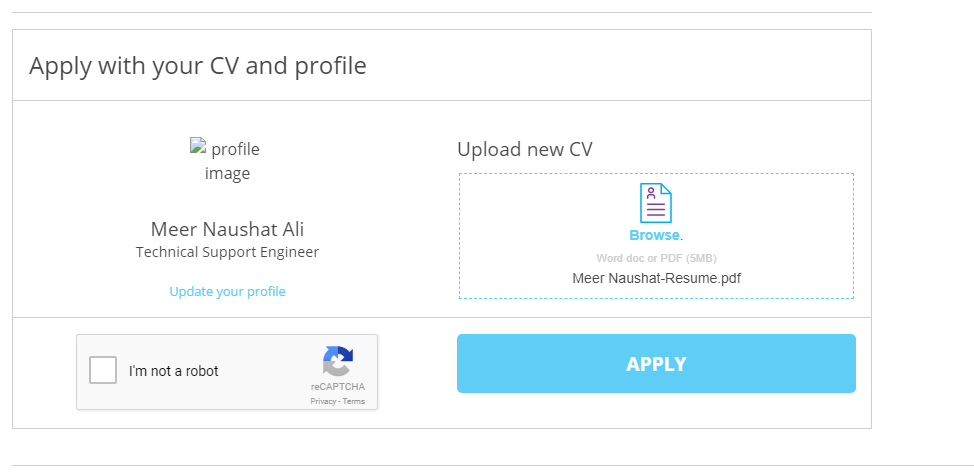 Apply with your CV and profile
profile
image
Meer Naushat Ali
Technical Support Engineer
Update your profile
Upload new CV
Browse.
Word doc or PDF (5MB)
Meer Naushat-Resume.pdf
I'm not a robot
reCAPTCHA
Privacy - Terms
APPLY